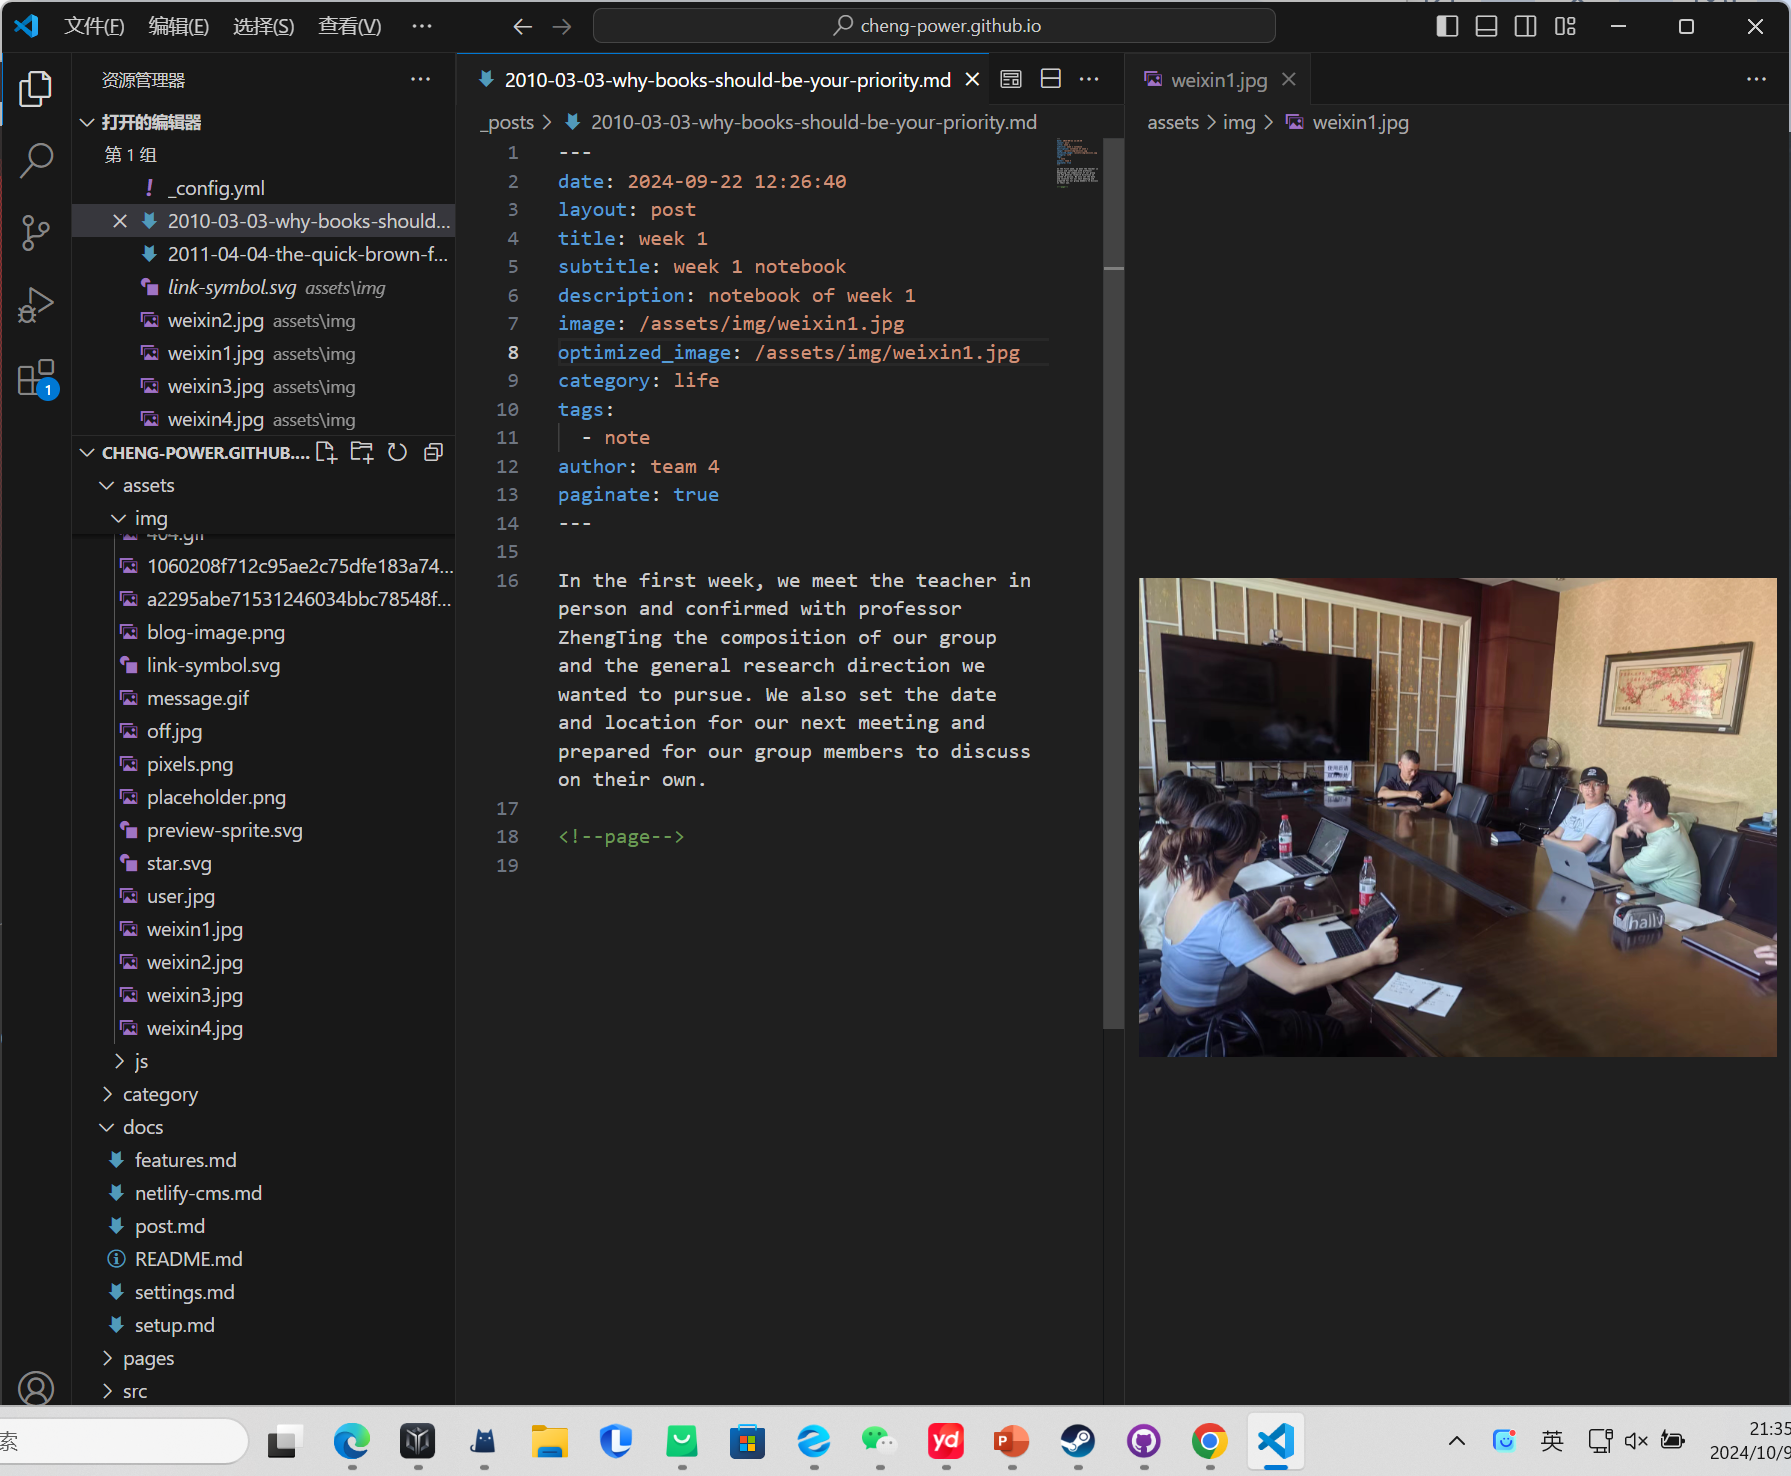 文件(F) 编辑(E) 选择(S) 查看(V) ···
cheng-power.github.io
资源管理器
打开的编辑器
第 1 组
! _config.yml
2010-03-03-why-books-should...
2011-04-04-the-quick-brown-f...
link-symbol.svg assets\img
weixin2.jpg assets\img
weixin1.jpg assets\img
weixin3.jpg assets\img
weixin4.jpg assets\img
CHENG-POWER.GITHUB....
assets
img
404.gif
1060208f712c95ae2c75dfe183a74...
a2295abe71531246034bbc78548f...
blog-image.png
link-symbol.svg
message.gif
off.jpg
pixels.png
placeholder.png
preview-sprite.svg
star.svg
user.jpg
weixin1.jpg
weixin2.jpg
weixin3.jpg
weixin4.jpg
js
category
docs
features.md
netlify-cms.md
post.md
README.md
settings.md
setup.md
pages
src
1
2010-03-03-why-books-should-be-your-priority.md
_posts > 2010-03-03-why-books-should-be-your-priority.md
1 ---
2 date: 2024-09-22 12:26:40
3 layout: post
4 title: week 1
5 subtitle: week 1 notebook
6 description: notebook of week 1
7 image: /assets/img/weixin1.jpg
8 optimized_image: /assets/img/weixin1.jpg
9 category: life
10 tags:
11 - note
12 author: team 4
13 paginate: true
14 ---
15
16 In the first week, we meet the teacher in
person and confirmed with professor
ZhengTing the composition of our group
and the general research direction we
wanted to pursue. We also set the date
and location for our next meeting and
prepared for our group members to discuss
on their own.
17
18 <!--page-->
19
weixin1.jpg
assets > img > weixin1.jpg
hally
索
yd
P
英
21:35
2024/10/9